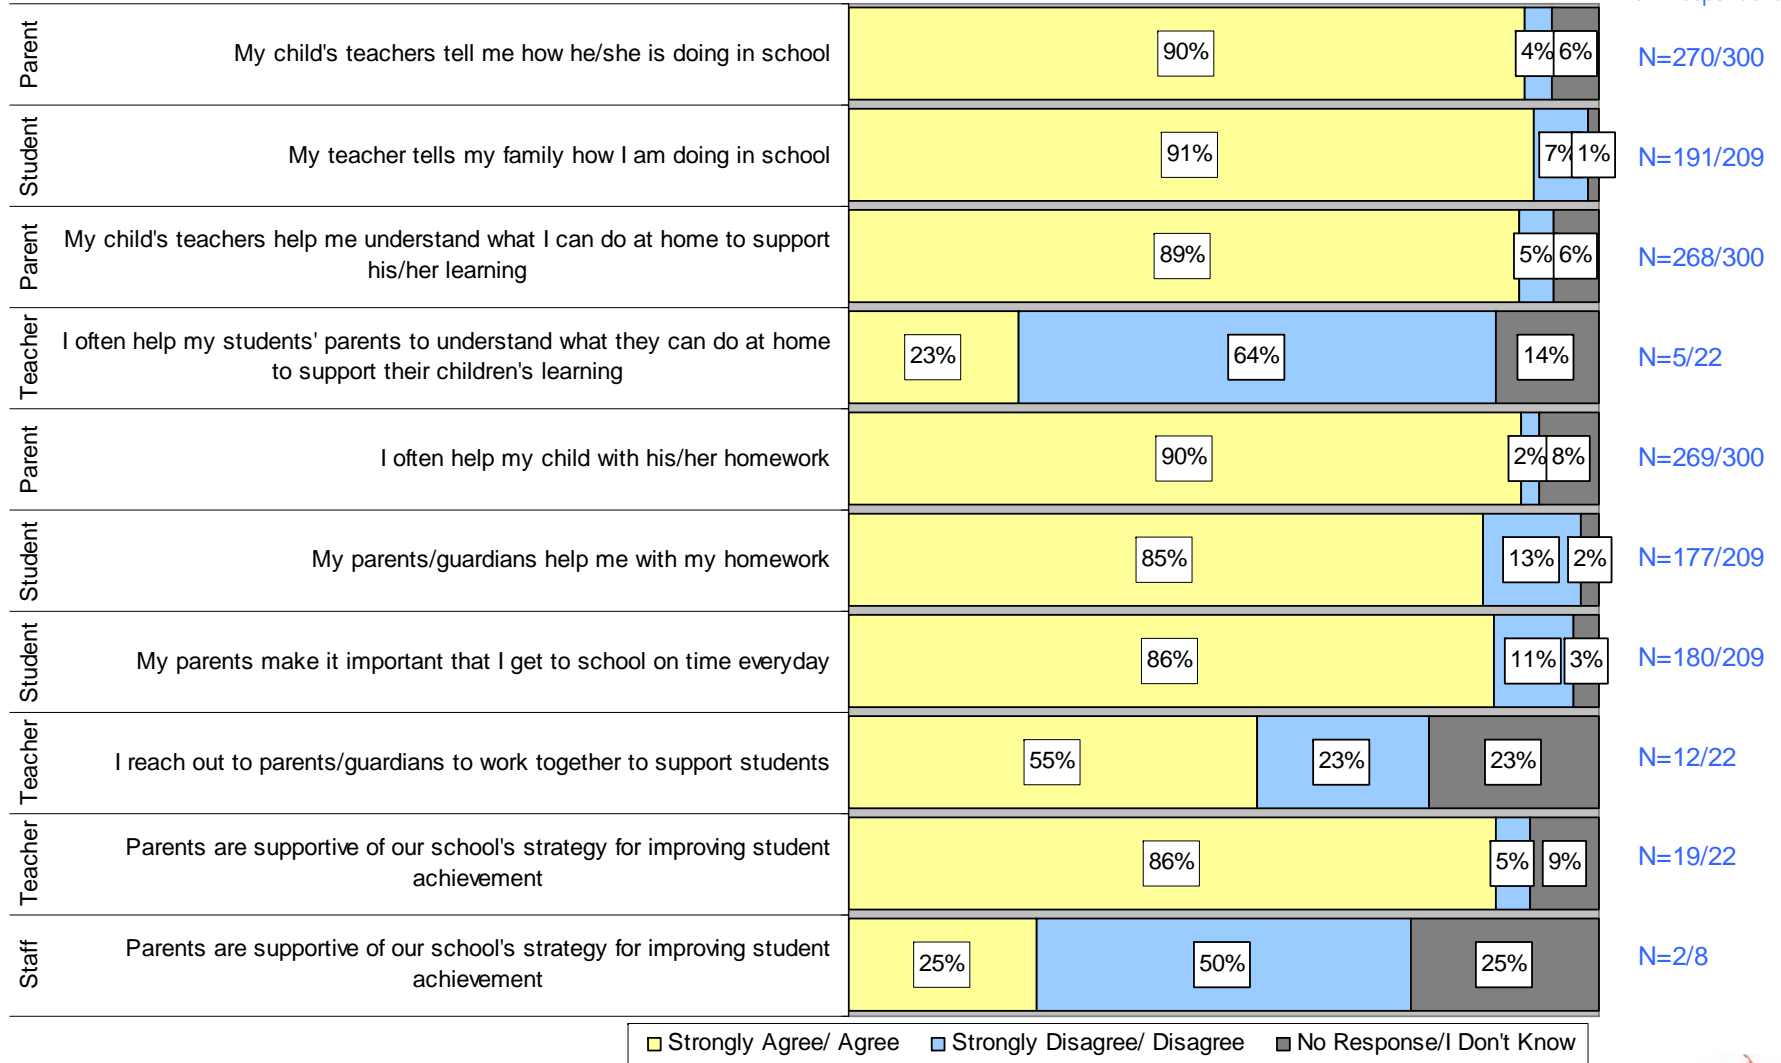 Parent
My child's teachers tell me how he/she is doing in school
90%
4%
6%
N=270/300
Student
My teacher tells my family how I am doing in school
91%
7%
1%
N=191/209
Parent
My child's teachers help me understand what I can do at home to support
his/her learning
89%
5%
6%
N=268/300
Teacher
I often help my students' parents to understand what they can do at home
to support their children's learning
23%
64%
14%
N=5/22
Parent
I often help my child with his/her homework
90%
2%
8%
N=269/300
Student
My parents/guardians help me with my homework
85%
13%
2%
N=177/209
Student
My parents make it important that I get to school on time everyday
86%
11%
3%
N=180/209
Teacher
I reach out to parents/guardians to work together to support students
55%
23%
23%
N=12/22
Teacher
Parents are supportive of our school's strategy for improving student
achievement
86%
5%
9%
N=19/22
Staff
Parents are supportive of our school's strategy for improving student
achievement
25%
50%
25%
N=2/8
Strongly Agree/ Agree
Strongly Disagree/ Disagree
No Response/I Don't Know